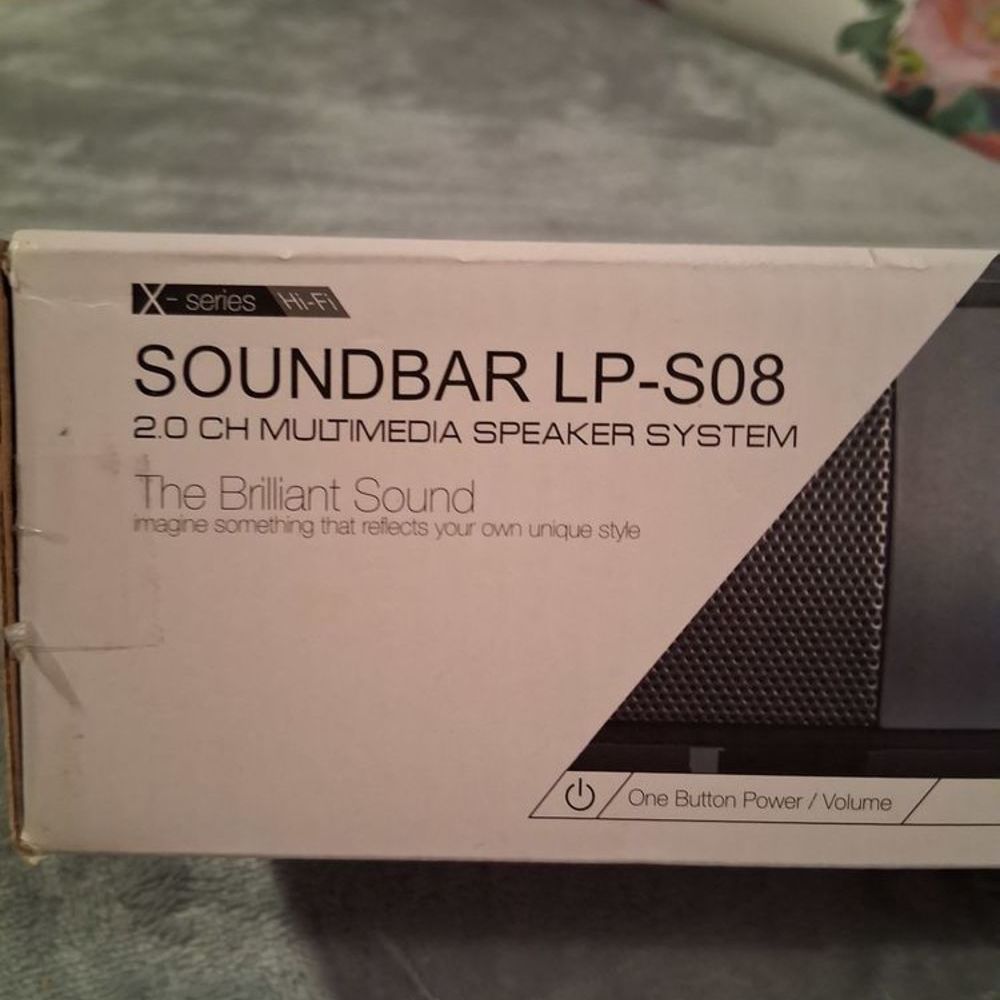 X- series Hi-Fi
SOUNDBAR LP-S08
2.0 CH MULTIMEDIA SPEAKER SYSTEM
The Brilliant Sound
imagine something that reflects your own unique style
One Button Power / Volume